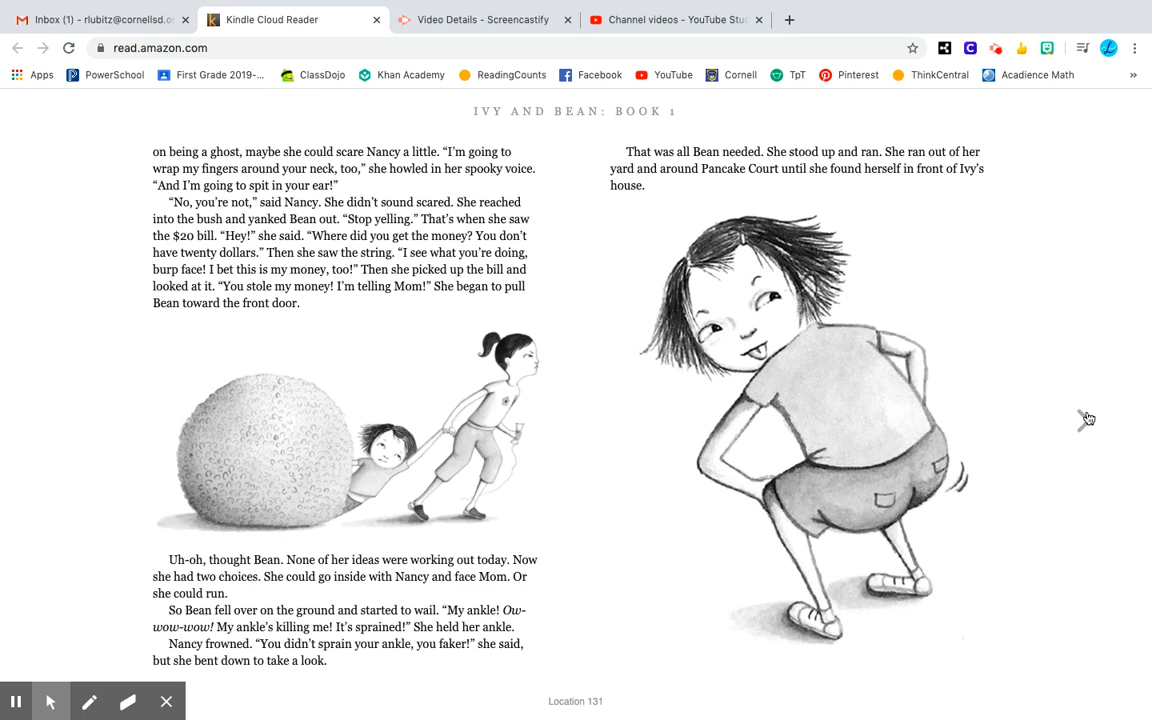 Inbox (1) - rlubitz@cornellsd.o
Kindle Cloud Reader
Video Details - Screencastify
Channel videos - YouTube Stud
read.amazon.com
Apps
PowerSchool
First Grade 2019-...
ClassDojo
Khan Academy
ReadingCounts
Facebook
YouTube
Cornell
TpT
Pinterest
ThinkCentral
Acadience Math
»
IVY AND BEAN: BOOK 1
on being a ghost, maybe she could scare Nancy a little. “I’m going to
wrap my fingers around your neck, too,” she howled in her spooky voice.
“And I’m going to spit in your ear!”
“No, you’re not,” said Nancy. She didn’t sound scared. She reached
into the bush and yanked Bean out. “Stop yelling.” That’s when she saw
the $20 bill. “Hey!” she said. “Where did you get the money? You don’t
have twenty dollars.” Then she saw the string. “I see what you’re doing,
burp face! I bet this is my money, too!” Then she picked up the bill and
looked at it. “You stole my money! I’m telling Mom!” She began to pull
Bean toward the front door.
Uh-oh, thought Bean. None of her ideas were working out today. Now
she had two choices. She could go inside with Nancy and face Mom. Or
she could run.
So Bean fell over on the ground and started to wail. “My ankle! Ow-
wow-wow! My ankle’s killing me! It’s sprained!” She held her ankle.
Nancy frowned. “You didn’t sprain your ankle, you faker!” she said,
but she bent down to take a look.
That was all Bean needed. She stood up and ran. She ran out of her
yard and around Pancake Court until she found herself in front of Ivy’s
house.
Location 131